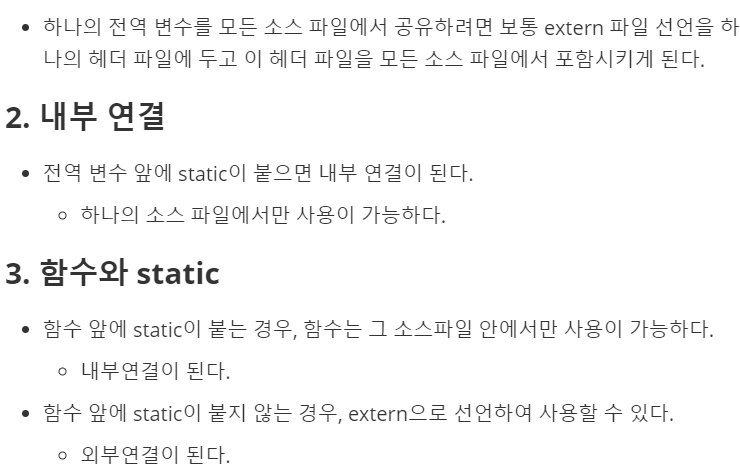 하나의 전역 변수를 모든 소스 파일에서 공유하려면 보통 extern 파일 선언을 하
나의 헤더 파일에 두고 이 헤더 파일을 모든 소스 파일에서 포함시키게 된다.
2. 내부 연결
전역 변수 앞에 static이 붙으면 내부 연결이 된다.
하나의 소스 파일에서만 사용이 가능하다.
3. 함수와 static
함수 앞에 static이 붙는 경우, 함수는 그 소스파일 안에서만 사용이 가능하다.
내부연결이 된다.
함수 앞에 static이 붙지 않는 경우, extern으로 선언하여 사용할 수 있다.
외부연결이 된다.